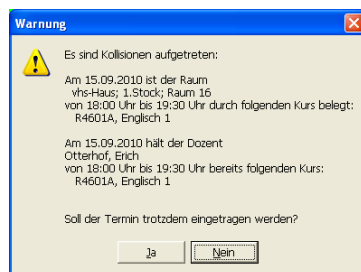 Warnung
Es sind Kollisionen aufgetreten:
Am 15.09.2010 ist der Raum
vhs-Haus; 1.Stock; Raum 16
von 18:00 Uhr bis 19:30 Uhr durch folgenden Kurs belegt:
R4601A, Englisch 1
Am 15.09.2010 hält der Dozent
Otterhof, Erich
von 18:00 Uhr bis 19:30 Uhr bereits folgenden Kurs:
R4601A, Englisch 1
Soll der Termin trotzdem eingetragen werden?
Ja Nein